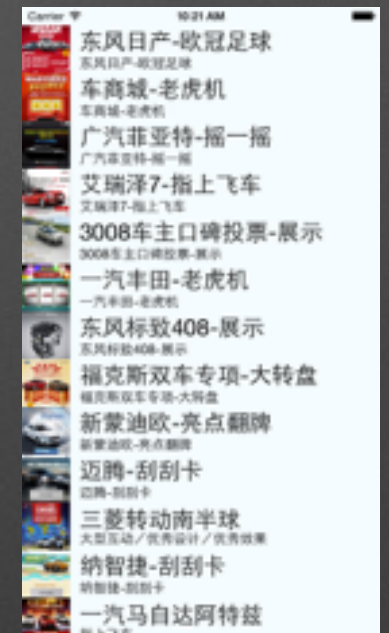 Carrier 10:21 AM
东风日产-欧冠足球
东风日产-欧冠足球
车商城-老虎机
车商城-老虎机
广汽菲亚特-摇一摇
广汽菲亚特-摇一摇
艾瑞泽7-指上飞车
艾瑞泽7-指上飞车
3008车主口碑投票-展示
3008车主口碑投票-展示
一汽丰田-老虎机
一汽丰田-老虎机
东风标致408-展示
东风标致408-展示
福克斯双车专项-大转盘
福克斯双车专项-大转盘
新蒙迪欧-亮点翻牌
新蒙迪欧-亮点翻牌
迈腾-刮刮卡
迈腾-刮刮卡
三菱转动南半球
大型互动／优秀设计／优秀效果
纳智捷-刮刮卡
纳智捷-刮刮卡
一汽马自达阿特兹